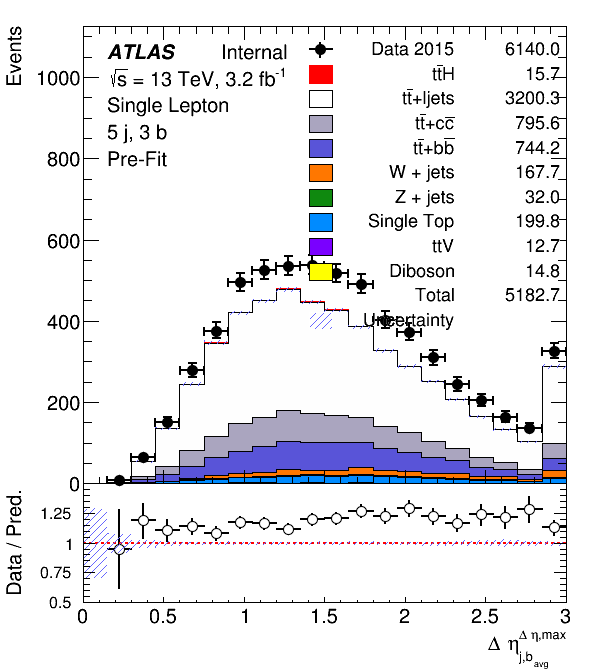 Events
1000
800
600
400
200
0
ATLAS Internal
√s = 13 TeV, 3.2 fb⁻¹
Single Lepton
5 j, 3 b
Pre-Fit
Data 2015 6140.0
tt̄H 15.7
tt̄+ljets 3200.3
tt̄+cc̄ 795.6
tt̄+bb̄ 744.2
W + jets 167.7
Z + jets 32.0
Single Top 199.8
ttV 12.7
Diboson 14.8
Total 5182.7
Uncertainty
Data / Pred.
1.25
1
0.75
0.5
0 0.5 1 1.5 2 2.5 3
Δ η_{j,b_{avg}}^{Δ η,max}